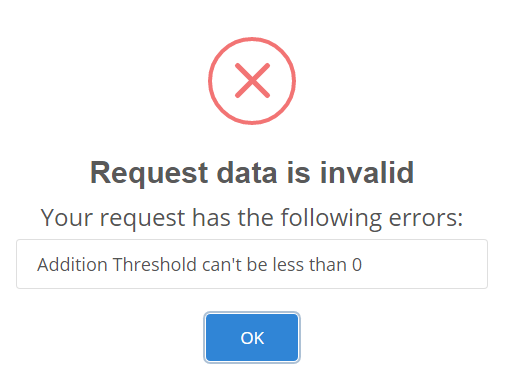 Request data is invalid
Your request has the following errors:
Addition Threshold can't be less than 0
OK